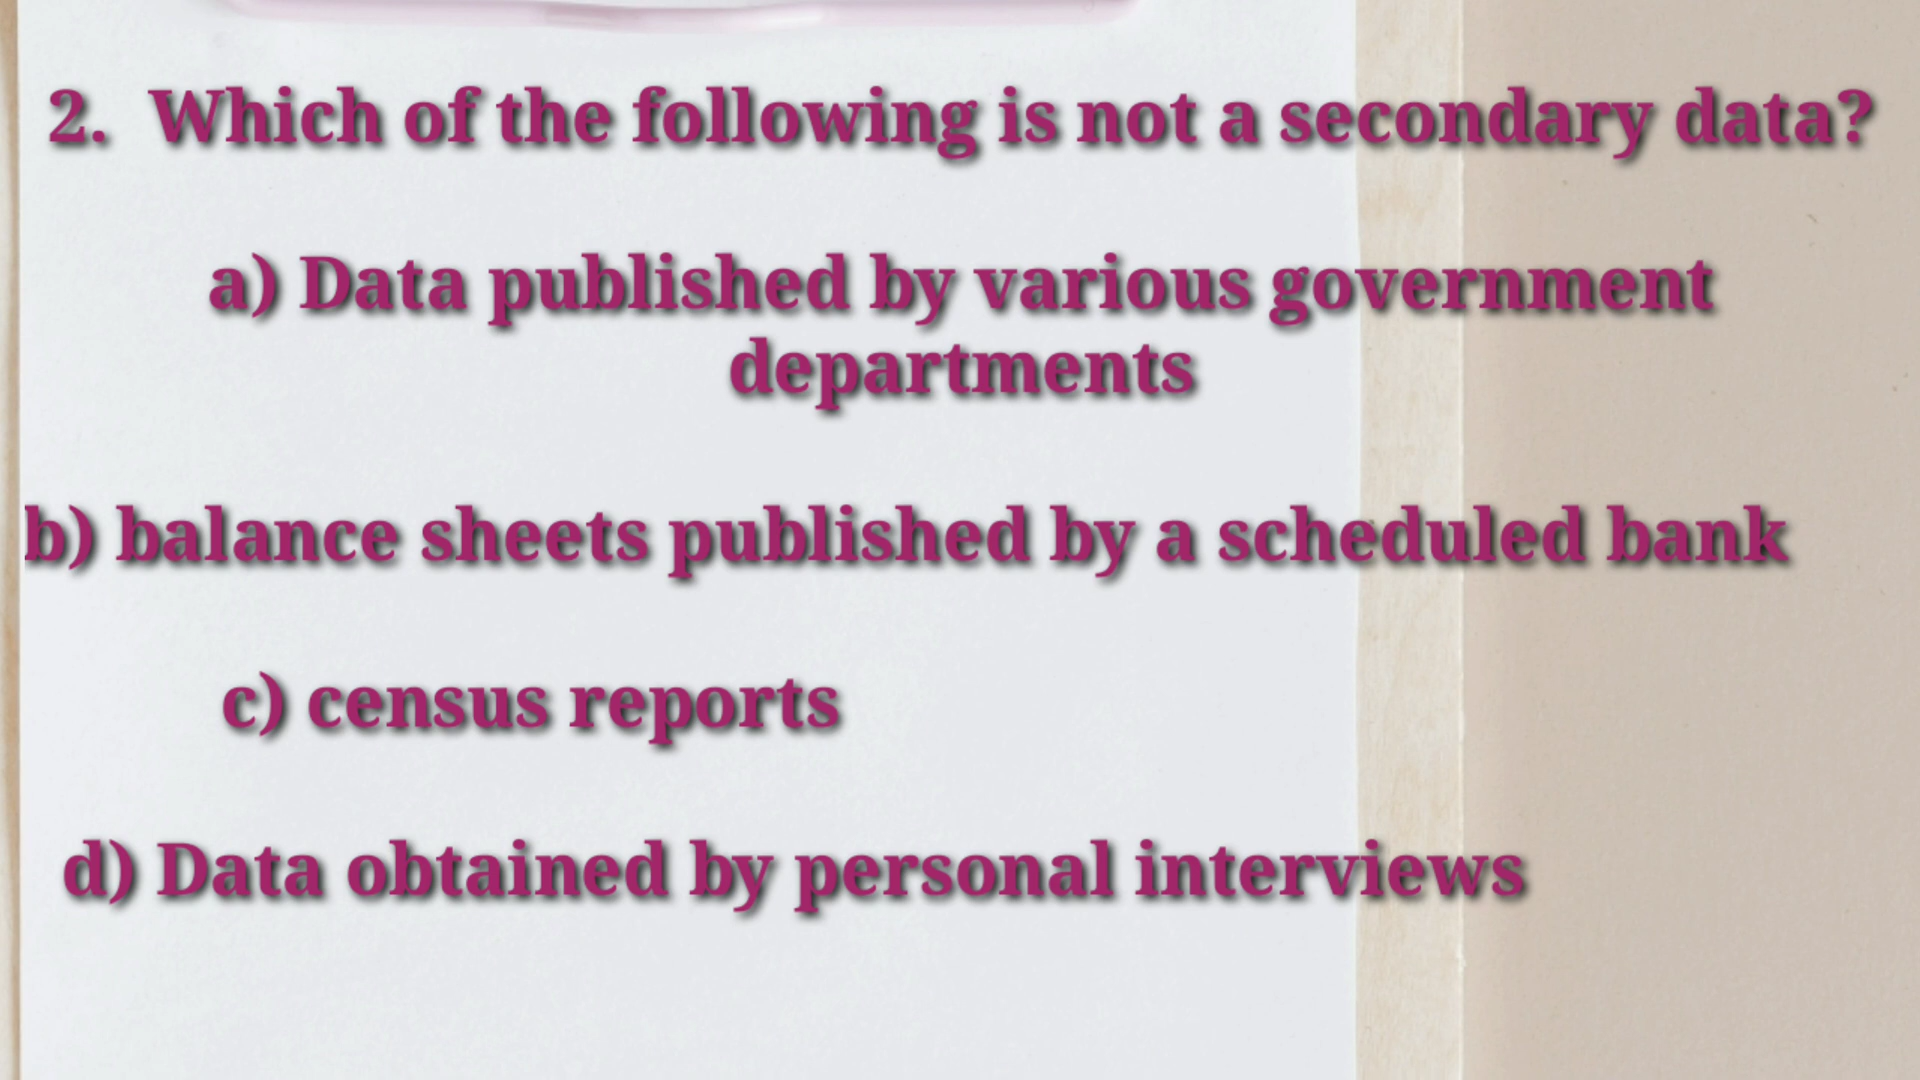 2. Which of the following is not a secondary data?
a) Data published by various government
departments
b) balance sheets published by a scheduled bank
c) census reports
d) Data obtained by personal interviews